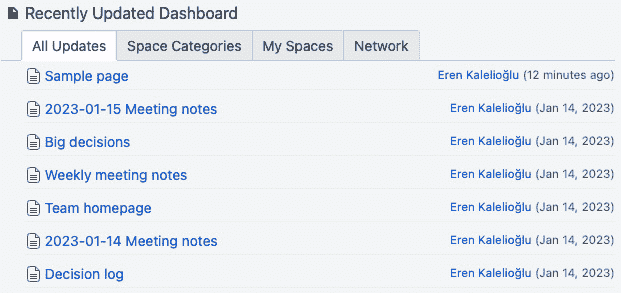 Recently Updated Dashboard
All Updates Space Categories My Spaces Network
Sample page Eren Kalelioğlu (12 minutes ago)
2023-01-15 Meeting notes Eren Kalelioğlu (Jan 14, 2023)
Big decisions Eren Kalelioğlu (Jan 14, 2023)
Weekly meeting notes Eren Kalelioğlu (Jan 14, 2023)
Team homepage Eren Kalelioğlu (Jan 14, 2023)
2023-01-14 Meeting notes Eren Kalelioğlu (Jan 14, 2023)
Decision log Eren Kalelioğlu (Jan 14, 2023)